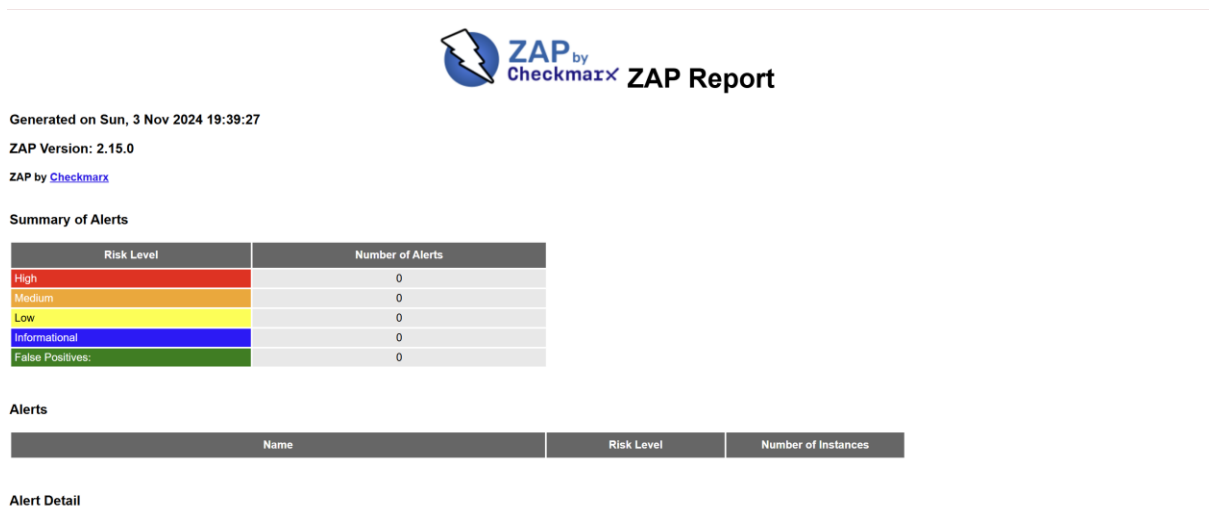 ZAP by
Checkmarx ZAP Report
Generated on Sun, 3 Nov 2024 19:39:27
ZAP Version: 2.15.0
ZAP by Checkmarx
Summary of Alerts
Risk Level Number of Alerts
High 0
Medium 0
Low 0
Informational 0
False Positives: 0
Alerts
Name Risk Level Number of Instances
Alert Detail